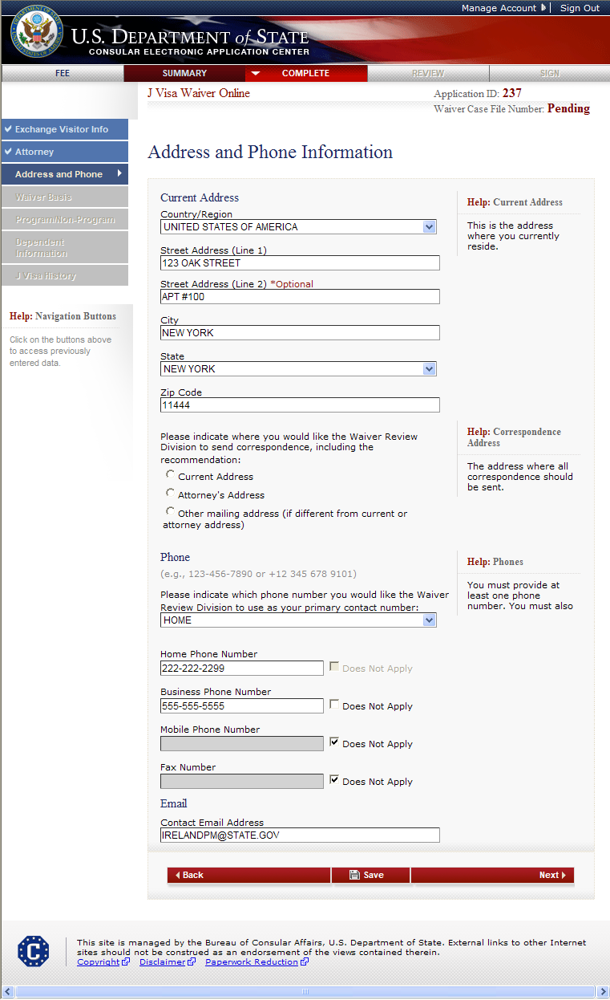 Manage Account | Sign Out
U.S. DEPARTMENT of STATE
CONSULAR ELECTRONIC APPLICATION CENTER
FEE SUMMARY COMPLETE REVIEW SIGN
J Visa Waiver Online
Application ID: 237
Waiver Case File Number: Pending
Exchange Visitor Info
Attorney
Address and Phone
Waiver Basis
Program/Non-Program
Dependent
Information
J Visa History
Help: Navigation Buttons
Click on the buttons above
to access previously
entered data.
Address and Phone Information
Current Address
Country/Region
UNITED STATES OF AMERICA
Street Address (Line 1)
123 OAK STREET
Street Address (Line 2) *Optional
APT #100
City
NEW YORK
State
NEW YORK
Zip Code
11444
Help: Current Address
This is the address
where you currently
reside.
Please indicate where you would like the Waiver Review
Division to send correspondence, including the
recommendation:
Current Address
Attorney's Address
Other mailing address (if different from current or
attorney address)
Help: Correspondence
Address
The address where all
correspondence should
be sent.
Phone
(e.g., 123-456-7890 or +12 345 678 9101)
Please indicate which phone number you would like the Waiver
Review Division to use as your primary contact number:
HOME
Help: Phones
You must provide at
least one phone
number. You must also
Home Phone Number
222-222-2299 Does Not Apply
Business Phone Number
555-555-5555 Does Not Apply
Mobile Phone Number
Does Not Apply
Fax Number
Does Not Apply
Email
Contact Email Address
IRELANDPM@STATE.GOV
Back Save Next
C
This site is managed by the Bureau of Consular Affairs, U.S. Department of State. External links to other Internet
sites should not be construed as an endorsement of the views contained therein.
Copyright Disclaimer Paperwork Reduction